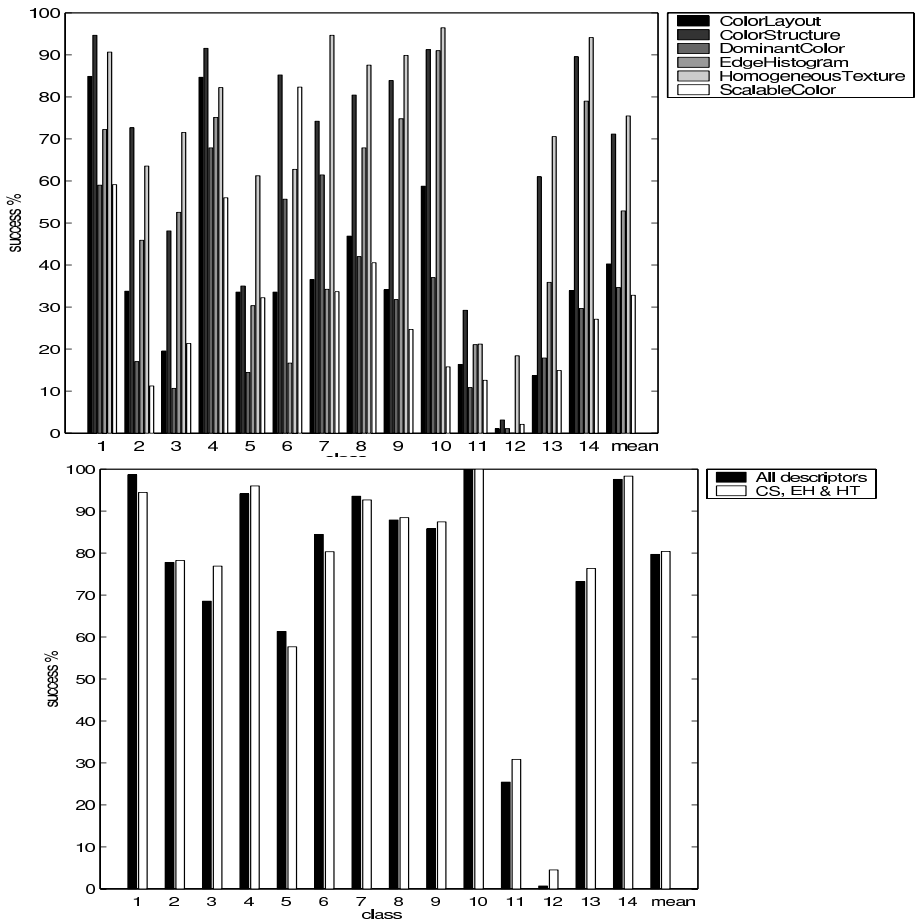 100
90
80
70
60
50
40
30
20
10
0
success %
1 2 3 4 5 6 7 8 9 10 11 12 13 14 mean
class
ColorLayout
ColorStructure
DominantColor
EdgeHistogram
HomogeneousTexture
ScalableColor
100
90
80
70
60
50
40
30
20
10
0
success %
1 2 3 4 5 6 7 8 9 10 11 12 13 14 mean
class
All descriptors
CS, EH & HT